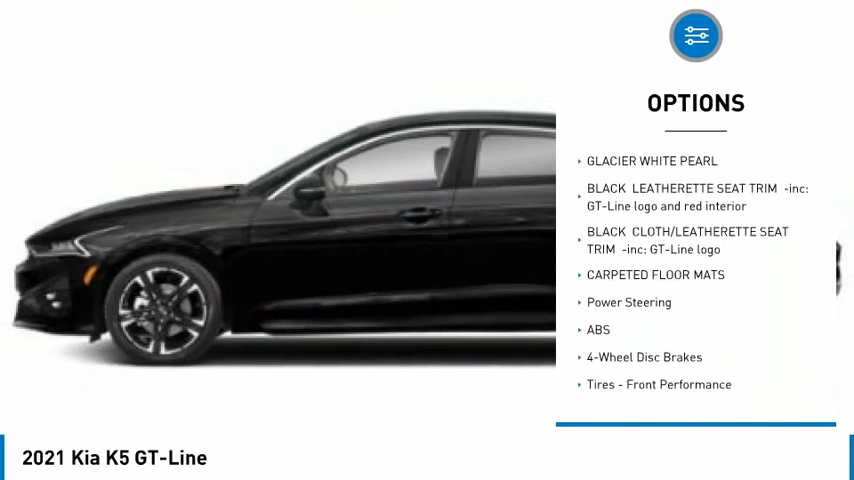 OPTIONS
GLACIER WHITE PEARL
BLACK LEATHERETTE SEAT TRIM -inc:
GT-Line logo and red interior
BLACK CLOTH/LEATHERETTE SEAT
TRIM -inc: GT-Line logo
CARPETED FLOOR MATS
Power Steering
ABS
4-Wheel Disc Brakes
Tires - Front Performance
2021 Kia K5 GT-Line